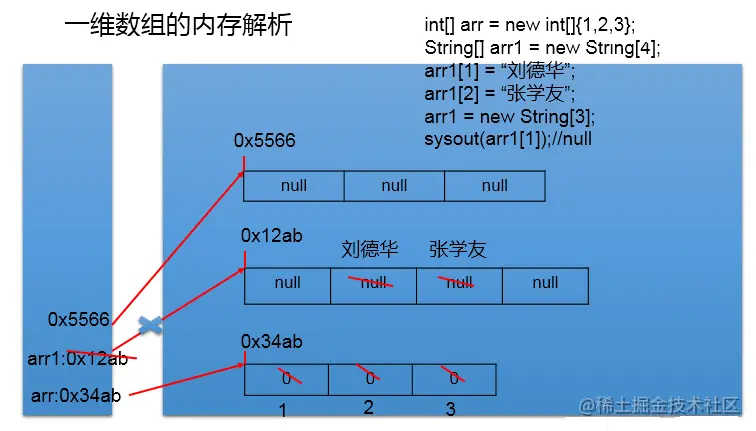 一维数组的内存解析
int[] arr = new int[]{1,2,3};
String[] arr1 = new String[4];
arr1[1] = “刘德华”;
arr1[2] = “张学友”;
arr1 = new String[3];
sysout(arr1[1]);//null
0x5566
null null null
0x12ab
刘德华 张学友
null null null null
0x5566
arr1:0x12ab
0x34ab
arr:0x34ab
0 0 0
1 2 3
@稀土掘金技术社区